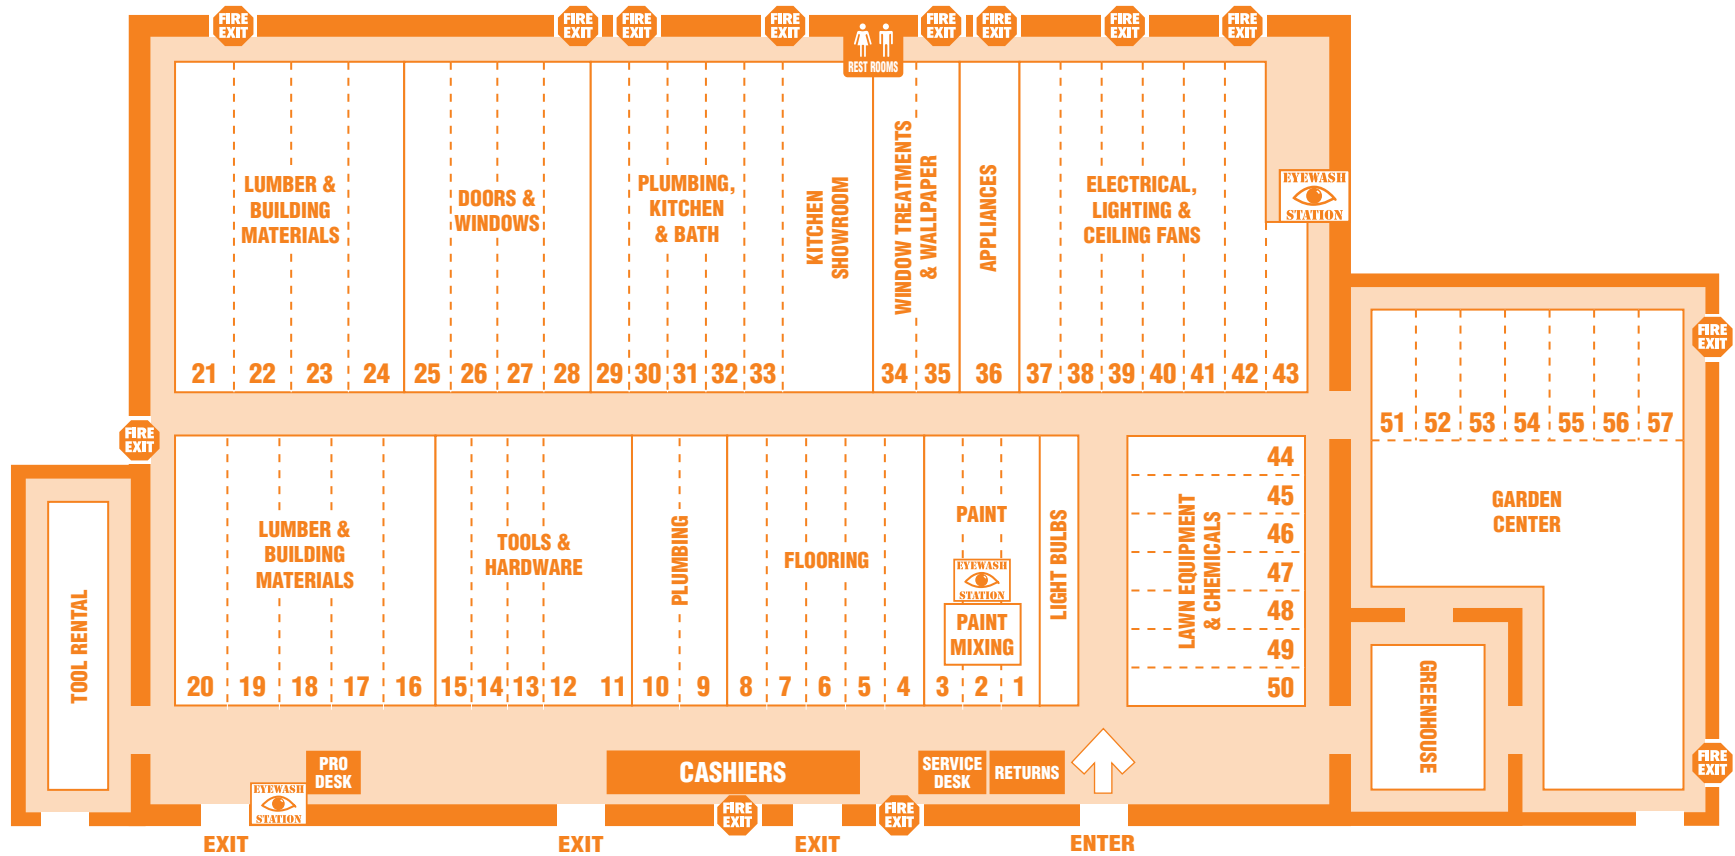 FIRE
EXIT
FIRE
EXIT
FIRE
EXIT
FIRE
EXIT
FIRE
EXIT
FIRE
EXIT
FIRE
EXIT
FIRE
EXIT
REST ROOMS
LUMBER &
BUILDING
MATERIALS
DOORS &
WINDOWS
PLUMBING,
KITCHEN
& BATH
KITCHEN
SHOWROOM
WINDOW TREATMENTS
& WALLPAPER
APPLIANCES
ELECTRICAL,
LIGHTING &
CEILING FANS
EYEWASH
STATION
21 22 23 24 25 26 27 28 29 30 31 32 33 34 35 36 37 38 39 40 41 42 43
FIRE
EXIT
51 52 53 54 55 56 57
GARDEN
CENTER
FIRE
EXIT
TOOL RENTAL
LUMBER &
BUILDING
MATERIALS
TOOLS &
HARDWARE
PLUMBING
FLOORING
PAINT
EYEWASH
STATION
PAINT
MIXING
LIGHT BULBS
LAWN EQUIPMENT
& CHEMICALS
44
45
46
47
48
49
50
20 19 18 17 16 15 14 13 12 11 10 9 8 7 6 5 4 3 2 1
GREENHOUSE
FIRE
EXIT
PRO
DESK
CASHIERS
SERVICE
DESK
RETURNS
EYEWASH
STATION
FIRE
EXIT
FIRE
EXIT
EXIT
EXIT
EXIT
ENTER